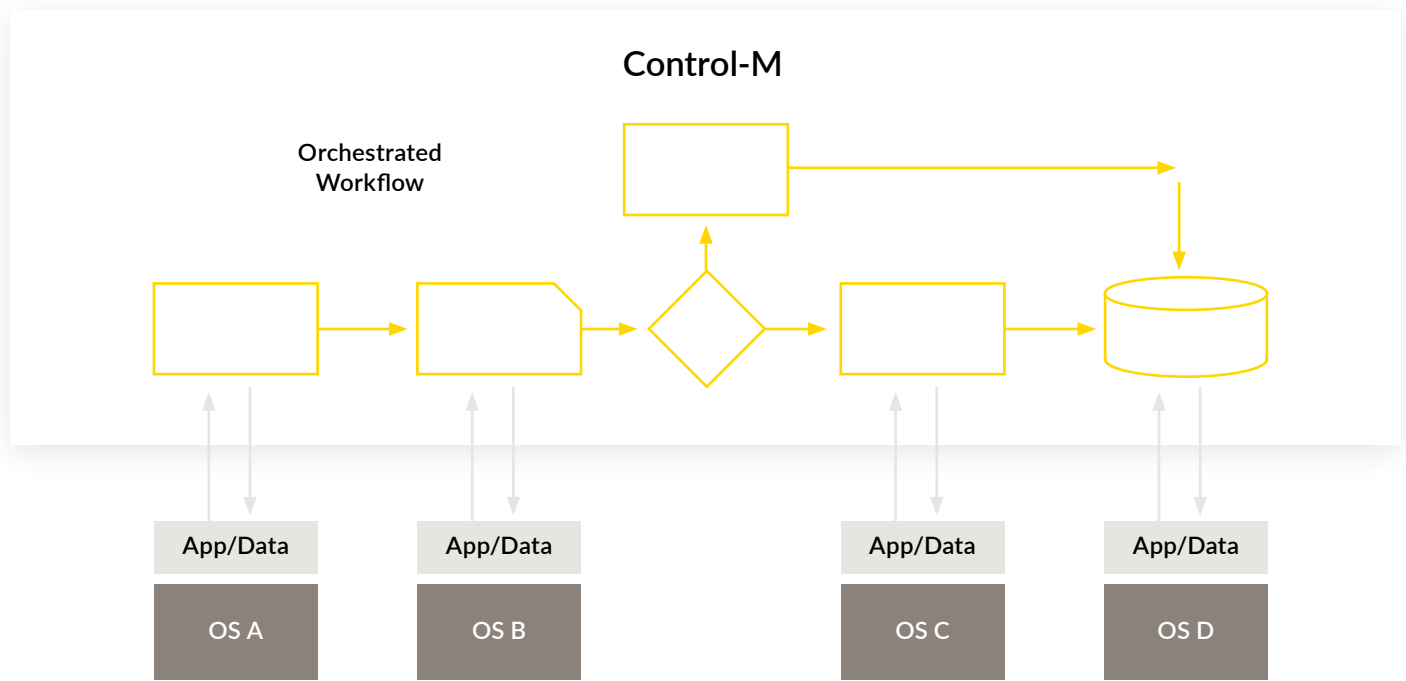 Control-M
Orchestrated
Workflow
App/Data
App/Data
App/Data
App/Data
OS A
OS B
OS C
OS D